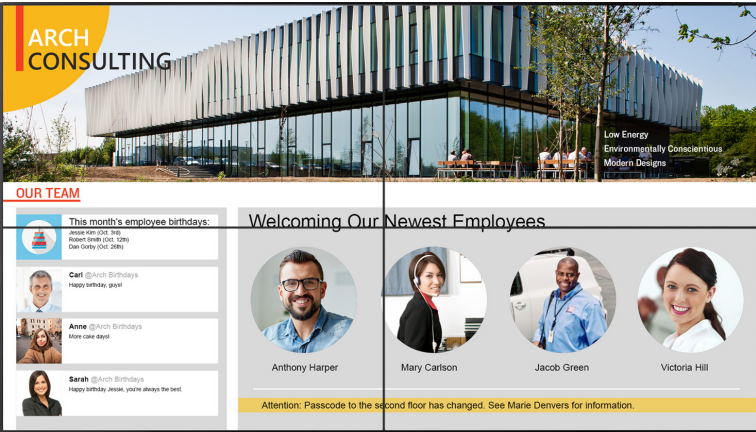 ARCH
CONSULTING
Low Energy
Environmentally Conscientious
Modern Designs
OUR TEAM
This month's employee birthdays:
Jessie Kim (Oct. 3rd)
Robert Smith (Oct. 12th)
Dan Gorby (Oct. 26th)
Carl @Arch Birthdays
Happy birthday, guys!
Anne @Arch Birthdays
More cake days!
Sarah @Arch Birthdays
Happy birthday Jessie, you're always the best.
Welcoming Our Newest Employees
Anthony Harper
Mary Carlson
Jacob Green
Victoria Hill
Attention: Passcode to the second floor has changed. See Marie Denvers for information.